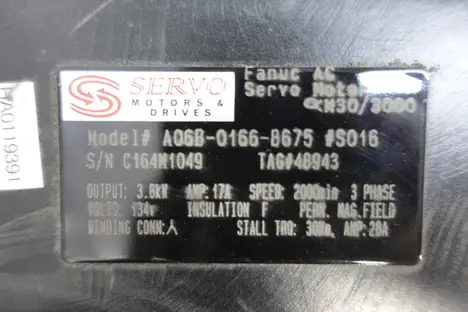 HA0119391
SERVO
MOTORS &
DRIVES
Fanuc AC
Servo Motor
αM30/3000
Model# A06B-0166-B675 #S016
S/N C164M1049 TAG#48943
OUTPUT: 3.8kW AMP: 17A SPEED: 2000min 3 PHASE
VOLTS: 134v INSULATION F PERM. MAG.FIELD
WINDING CONN:人 STALL TRQ: 30Nm, AMP:28A